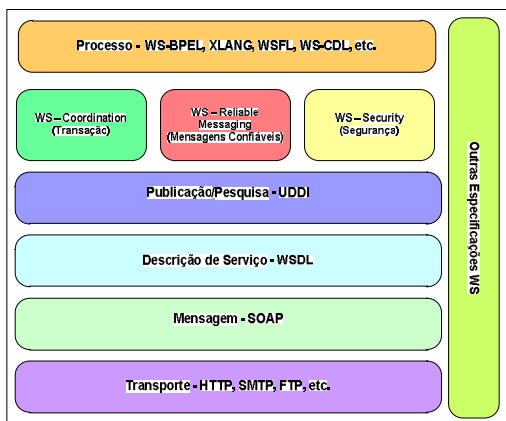 Processo - WS-BPEL, XLANG, WSFL, WS-CDL, etc.
WS–Coordination
(Transação)
WS – Reliable
Messaging
(Mensagens Confiáveis)
WS – Security
(Segurança)
Publicação/Pesquisa - UDDI
Descrição de Serviço - WSDL
Mensagem - SOAP
Transporte - HTTP, SMTP, FTP, etc.
Outras Especificações WS